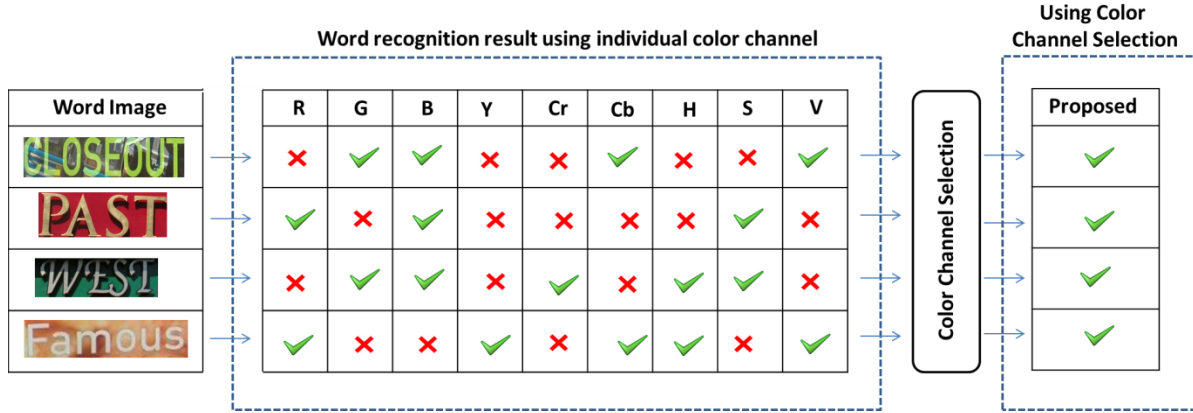 Using Color
Channel Selection
Word recognition result using individual color channel
Word Image
R G B Y Cr Cb H S V
Proposed
CLOSEOUT
PAST
WEST
Famous
Color Channel Selection